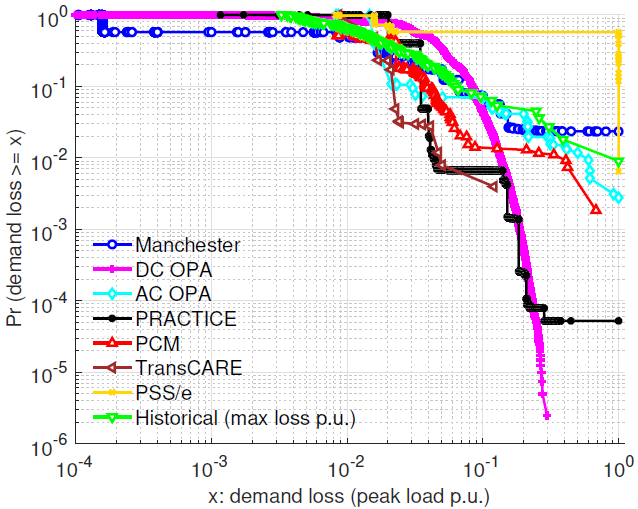 10^0
10^-1
10^-2
10^-3
10^-4
10^-5
10^-6
Pr (demand loss >= x)
Manchester
DC OPA
AC OPA
PRACTICE
PCM
TransCARE
PSS/e
Historical (max loss p.u.)
10^-4 10^-3 10^-2 10^-1 10^0
x: demand loss (peak load p.u.)